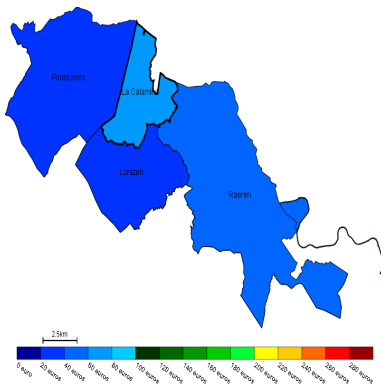 Plombières
La Calamine
Lontzen
Raeren
2.5km
0 euro
20 euros
40 euros
60 euros
80 euros
100 euros
120 euros
140 euros
160 euros
180 euros
200 euros
220 euros
240 euros
260 euros
280 euros